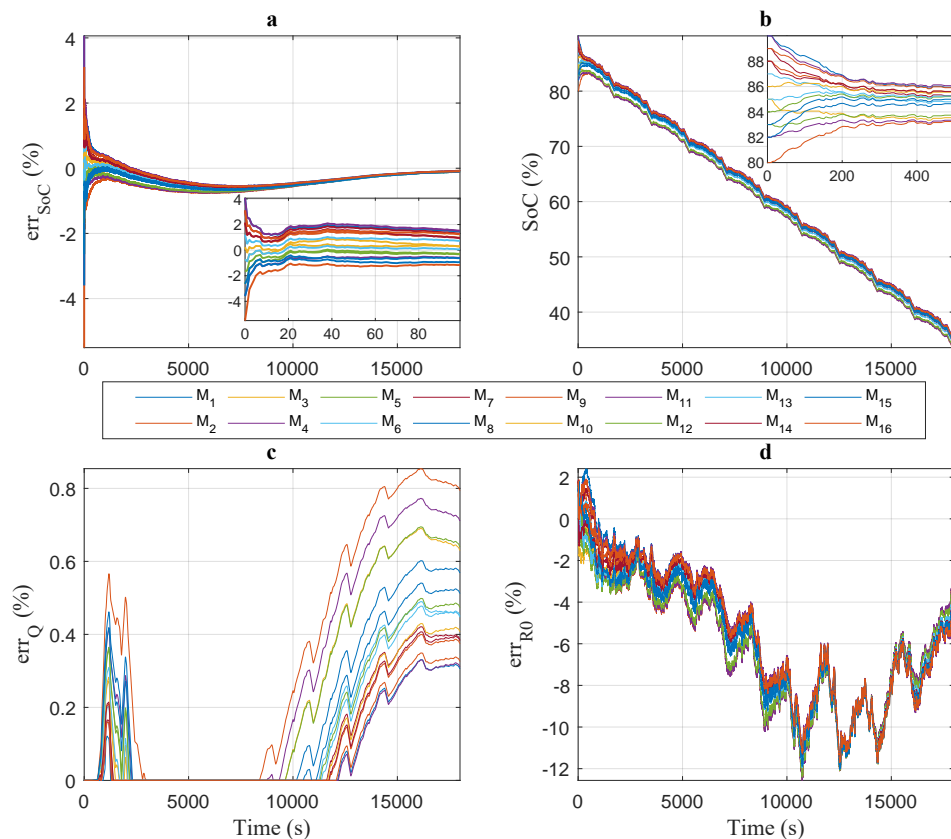 a
b
4
2
0
-2
-4
err_SoC (%)
4
2
0
-2
-4
0 20 40 60 80
0 5000 10000 15000
80
70
60
50
40
SoC (%)
88
86
84
82
80
0 200 400
0 5000 10000 15000
M_1 M_3 M_5 M_7 M_9 M_11 M_13 M_15
M_2 M_4 M_6 M_8 M_10 M_12 M_14 M_16
c
d
0.8
0.6
0.4
0.2
0
err_Q (%)
0 5000 10000 15000
Time (s)
2
0
-2
-4
-6
-8
-10
-12
err_R0 (%)
0 5000 10000 15000
Time (s)